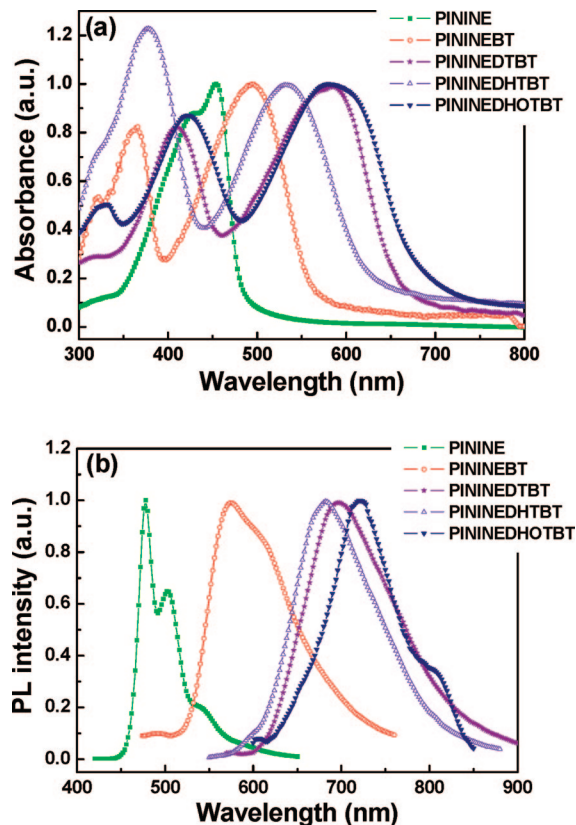 (a)
PININE
PININEBT
PININEDTBT
PININEDHTBT
PININEDHOTBT
Absorbance (a.u.)
1.2
1.0
0.8
0.6
0.4
0.2
0.0
300 400 500 600 700 800
Wavelength (nm)
(b)
PININE
PININEBT
PININEDTBT
PININEDHTBT
PININEDHOTBT
PL intensity (a.u.)
1.2
1.0
0.8
0.6
0.4
0.2
0.0
400 500 600 700 800 900
Wavelength (nm)